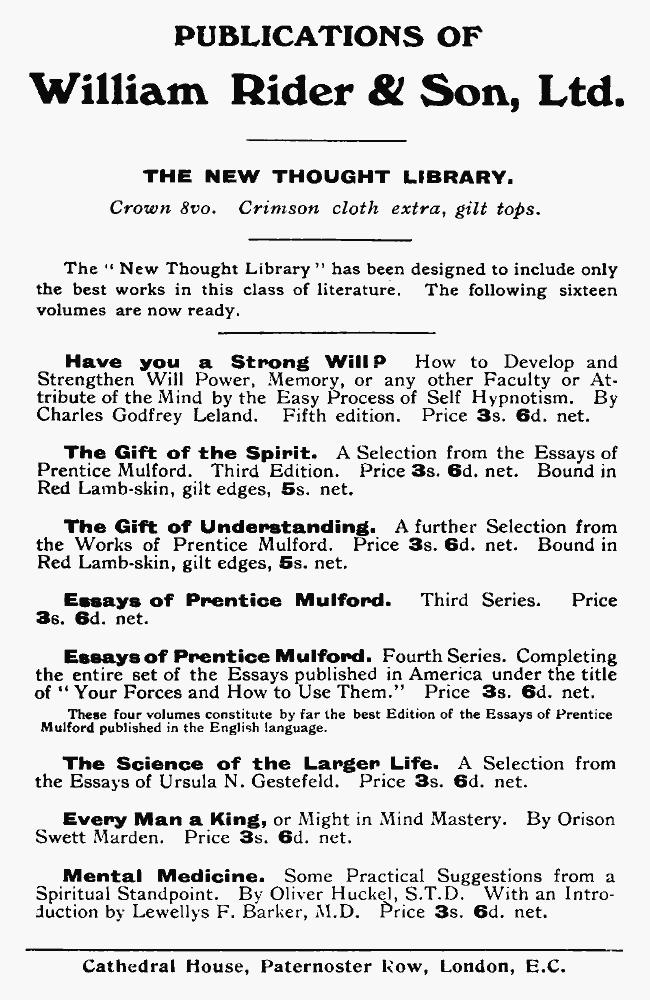 PUBLICATIONS OF
William Rider & Son, Ltd.
THE NEW THOUGHT LIBRARY.
Crown 8vo. Crimson cloth extra, gilt tops.
The "New Thought Library" has been designed to include only
the best works in this class of literature. The following sixteen
volumes are now ready.
Have you a Strong Will? How to Develop and
Strengthen Will Power, Memory, or any other Faculty or At-
tribute of the Mind by the Easy Process of Self Hypnotism. By
Charles Godfrey Leland. Fifth edition. Price 3s. 6d. net.
The Gift of the Spirit. A Selection from the Essays of
Prentice Mulford. Third Edition. Price 3s. 6d. net. Bound in
Red Lamb-skin, gilt edges, 5s. net.
The Gift of Understanding. A further Selection from
the Works of Prentice Mulford. Price 3s. 6d. net. Bound in
Red Lamb-skin, gilt edges, 5s. net.
Essays of Prentice Mulford. Third Series. Price
3s. 6d. net.
Essays of Prentice Mulford. Fourth Series. Completing
the entire set of the Essays published in America under the title
of "Your Forces and How to Use Them." Price 3s. 6d. net.
These four volumes constitute by far the best Edition of the Essays of Prentice
Mulford published in the English language.
The Science of the Larger Life. A Selection from
the Essays of Ursula N. Gestefeld. Price 3s. 6d. net.
Every Man a King, or Might in Mind Mastery. By Orison
Swett Marden. Price 3s. 6d. net.
Mental Medicine. Some Practical Suggestions from a
Spiritual Standpoint. By Oliver Huckel, S.T.D. With an Intro-
duction by Lewellys F. Barker, M.D. Price 3s. 6d. net.
Cathedral House, Paternoster Row, London, E.C.